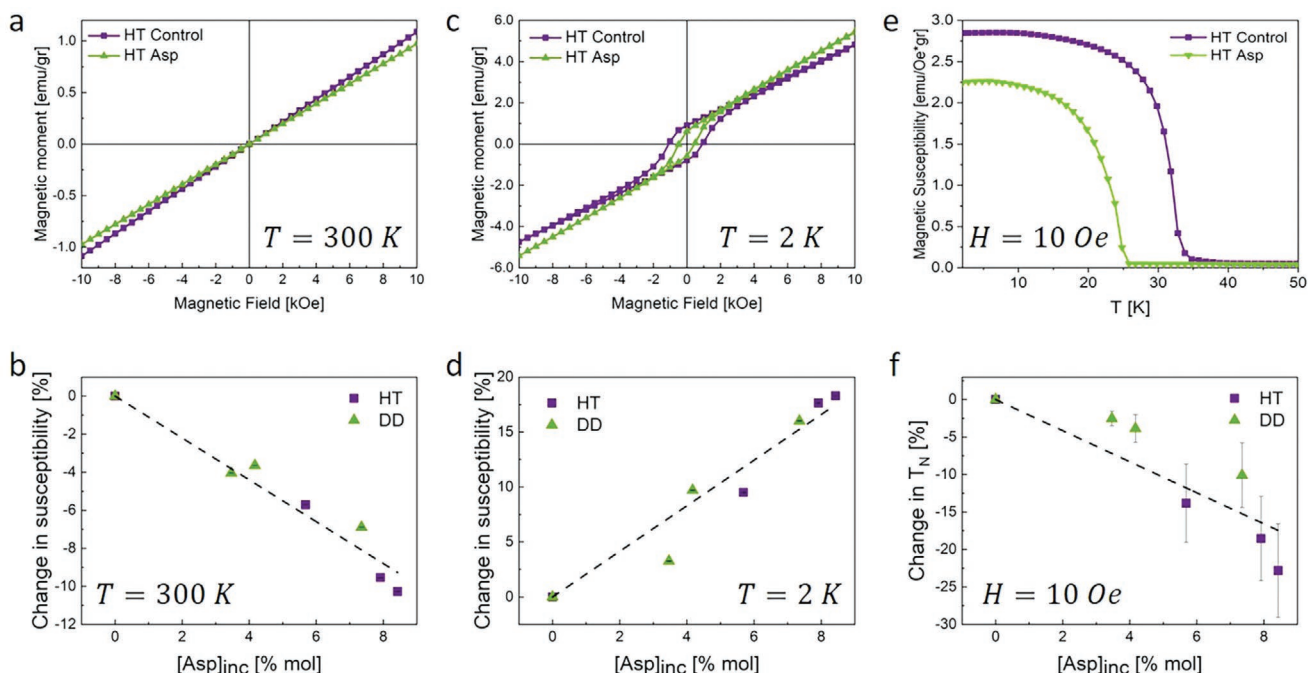 a
HT Control
HT Asp
1.0
0.5
0.0
-0.5
-1.0
Magnetic moment [emu/gr]
T = 300 K
-10 -8 -6 -4 -2 0 2 4 6 8 10
Magnetic Field [kOe]
c
HT Control
HT Asp
6.0
4.0
2.0
0.0
-2.0
-4.0
6.0
Magnetic moment [emu/gr]
T = 2 K
-10 -8 -6 -4 -2 0 2 4 6 8 10
Magnetic Field [kOe]
e
HT Control
HT Asp
3.0
2.5
2.0
1.5
1.0
0.5
0.0
Magnetic Susceptibility [emu/Oe*gr]
H = 10 Oe
10 20 30 40 50
T [K]
b
HT
DD
0
-2
-4
-6
-8
-10
-12
Change in susceptibility [%]
T = 300 K
0 2 4 6 8
[Asp]inc [% mol]
d
HT
DD
20
15
10
5
0
Change in susceptibility [%]
T = 2 K
0 2 4 6 8
[Asp]inc [% mol]
f
HT
DD
5
0
-5
-10
-15
-20
-25
-30
Change in TN [%]
H = 10 Oe
0 2 4 6 8
[Asp]inc [% mol]